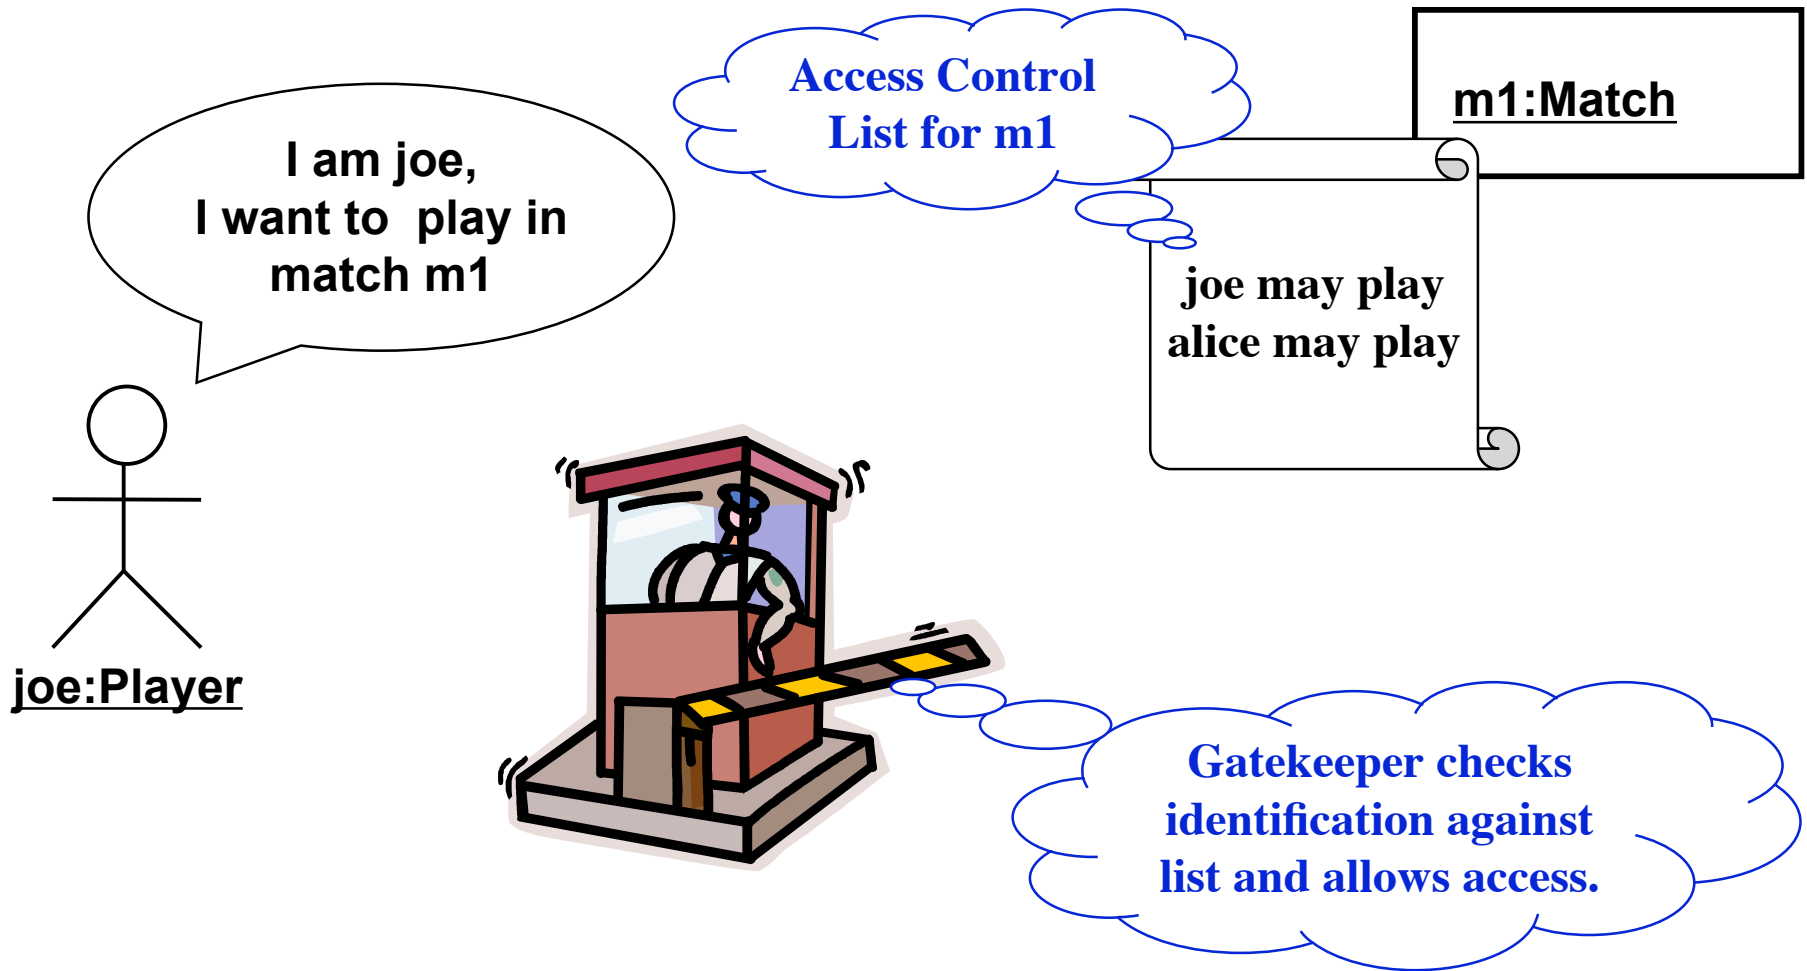 I am joe,
I want to play in
match m1
joe:Player
Access Control
List for m1
m1:Match
joe may play
alice may play
Gatekeeper checks
identification against
list and allows access.